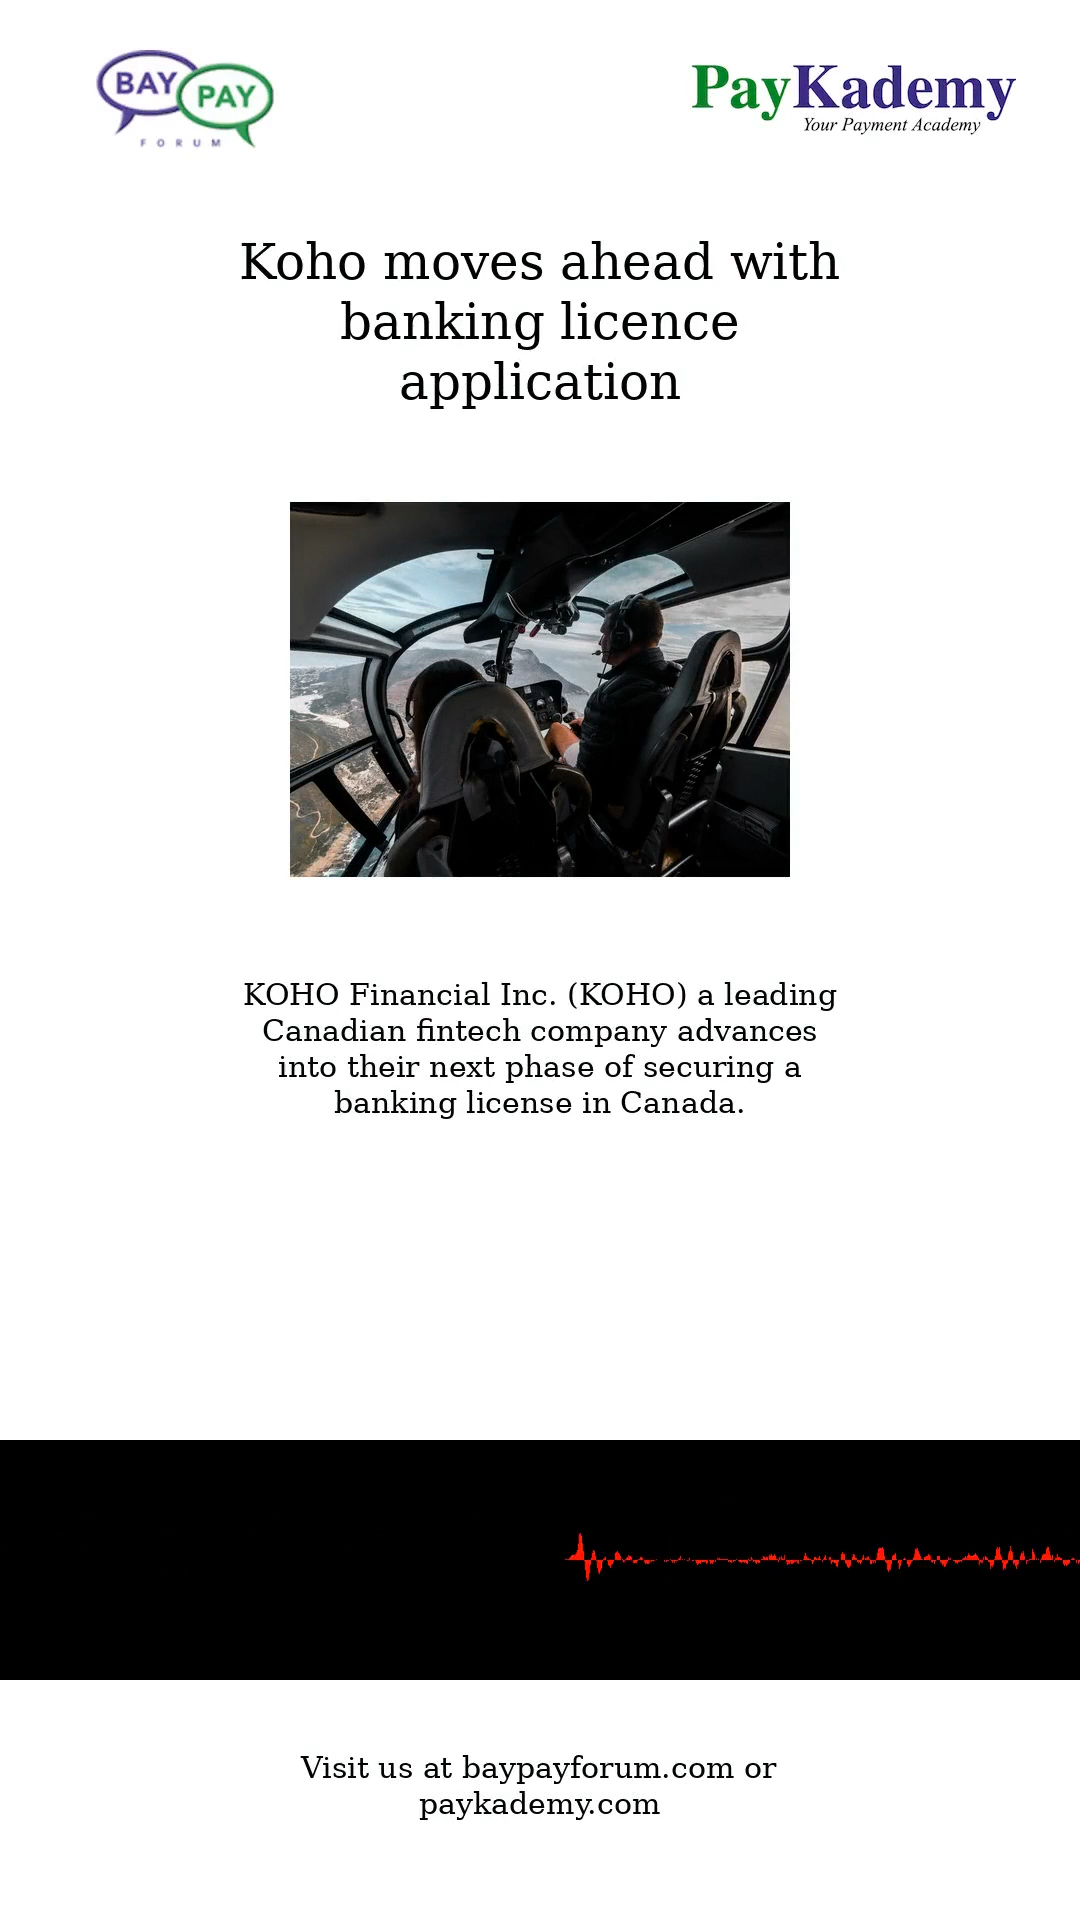 BAY PAY
FORUM
PayKademy
Your Payment Academy
Koho moves ahead with
banking licence
application
KOHO Financial Inc. (KOHO) a leading
Canadian fintech company advances
into their next phase of securing a
banking license in Canada.
Visit us at baypayforum.com or
paykademy.com